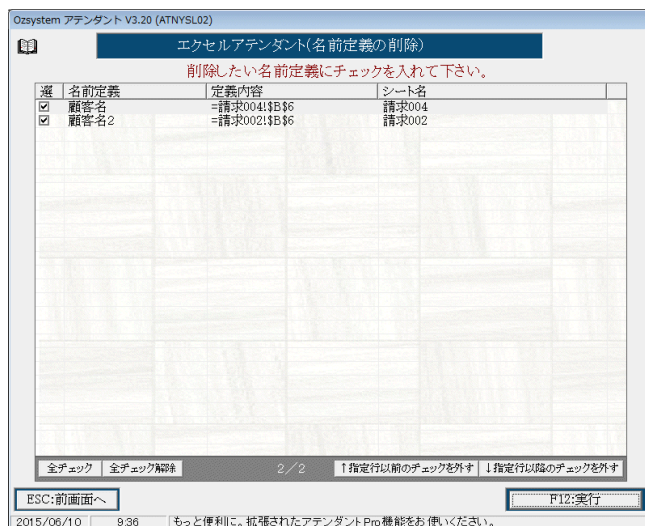 Ozsystem アテンダント V3.20 (ATNYSL02)
エクセルアテンダント(名前定義の削除)
削除したい名前定義にチェックを入れて下さい。
選 名前定義 定義内容 シート名
顧客名 =請求004!$B$6 請求004
顧客名2 =請求002!$B$6 請求002
全チェック 全チェック解除 2／2 ↑指定行以前のチェックを外す ↓指定行以降のチェックを外す
ESC:前画面へ F12:実行
2015/06/10 9:36 もっと便利に。拡張されたアテンダントPro機能をお使いください。